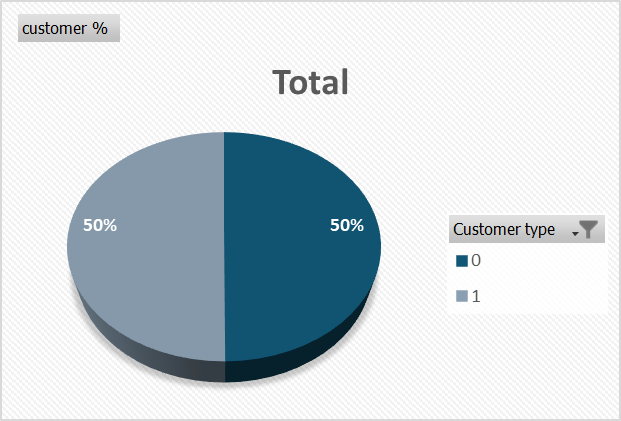 customer %
Total
50%
50%
Customer type
0
1